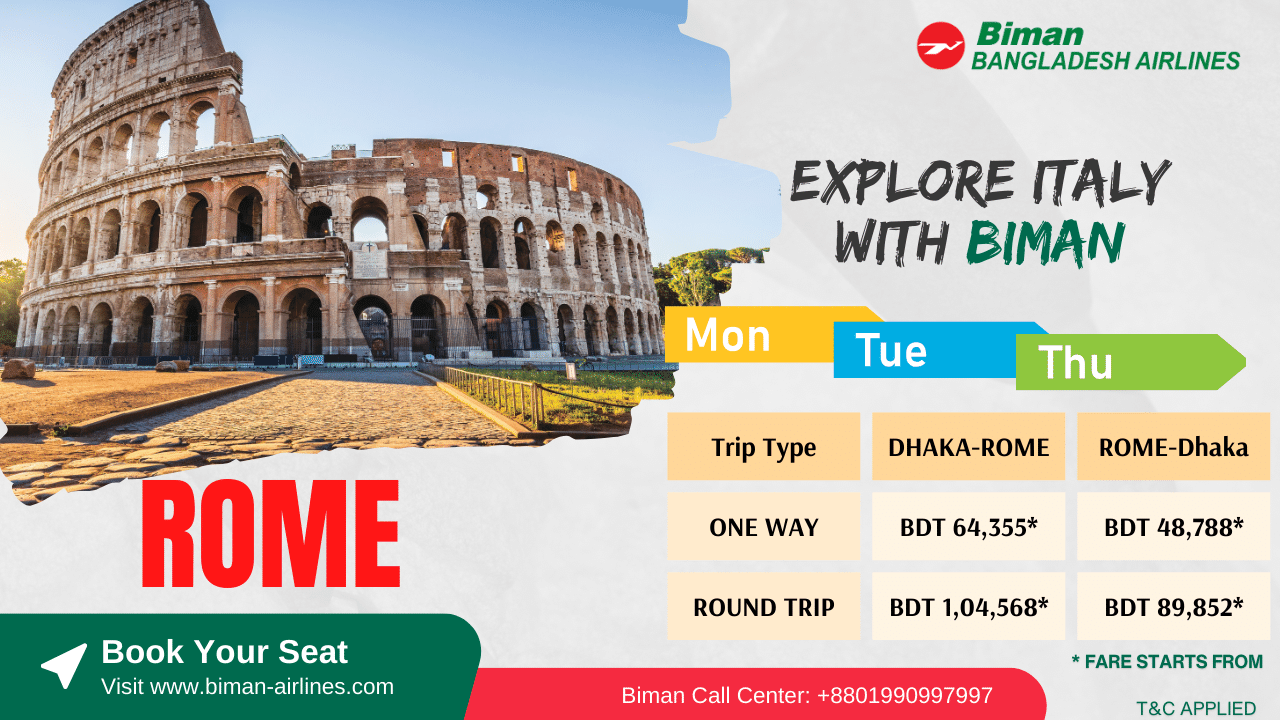 Biman
BANGLADESH AIRLINES
EXPLORE ITALY
WITH BIMAN
Mon
Tue
Thu
Trip Type DHAKA-ROME ROME-Dhaka
ONE WAY BDT 64,355* BDT 48,788*
ROUND TRIP BDT 1,04,568* BDT 89,852*
* FARE STARTS FROM
T&C APPLIED
ROME
Book Your Seat
Visit www.biman-airlines.com
Biman Call Center: +8801990997997